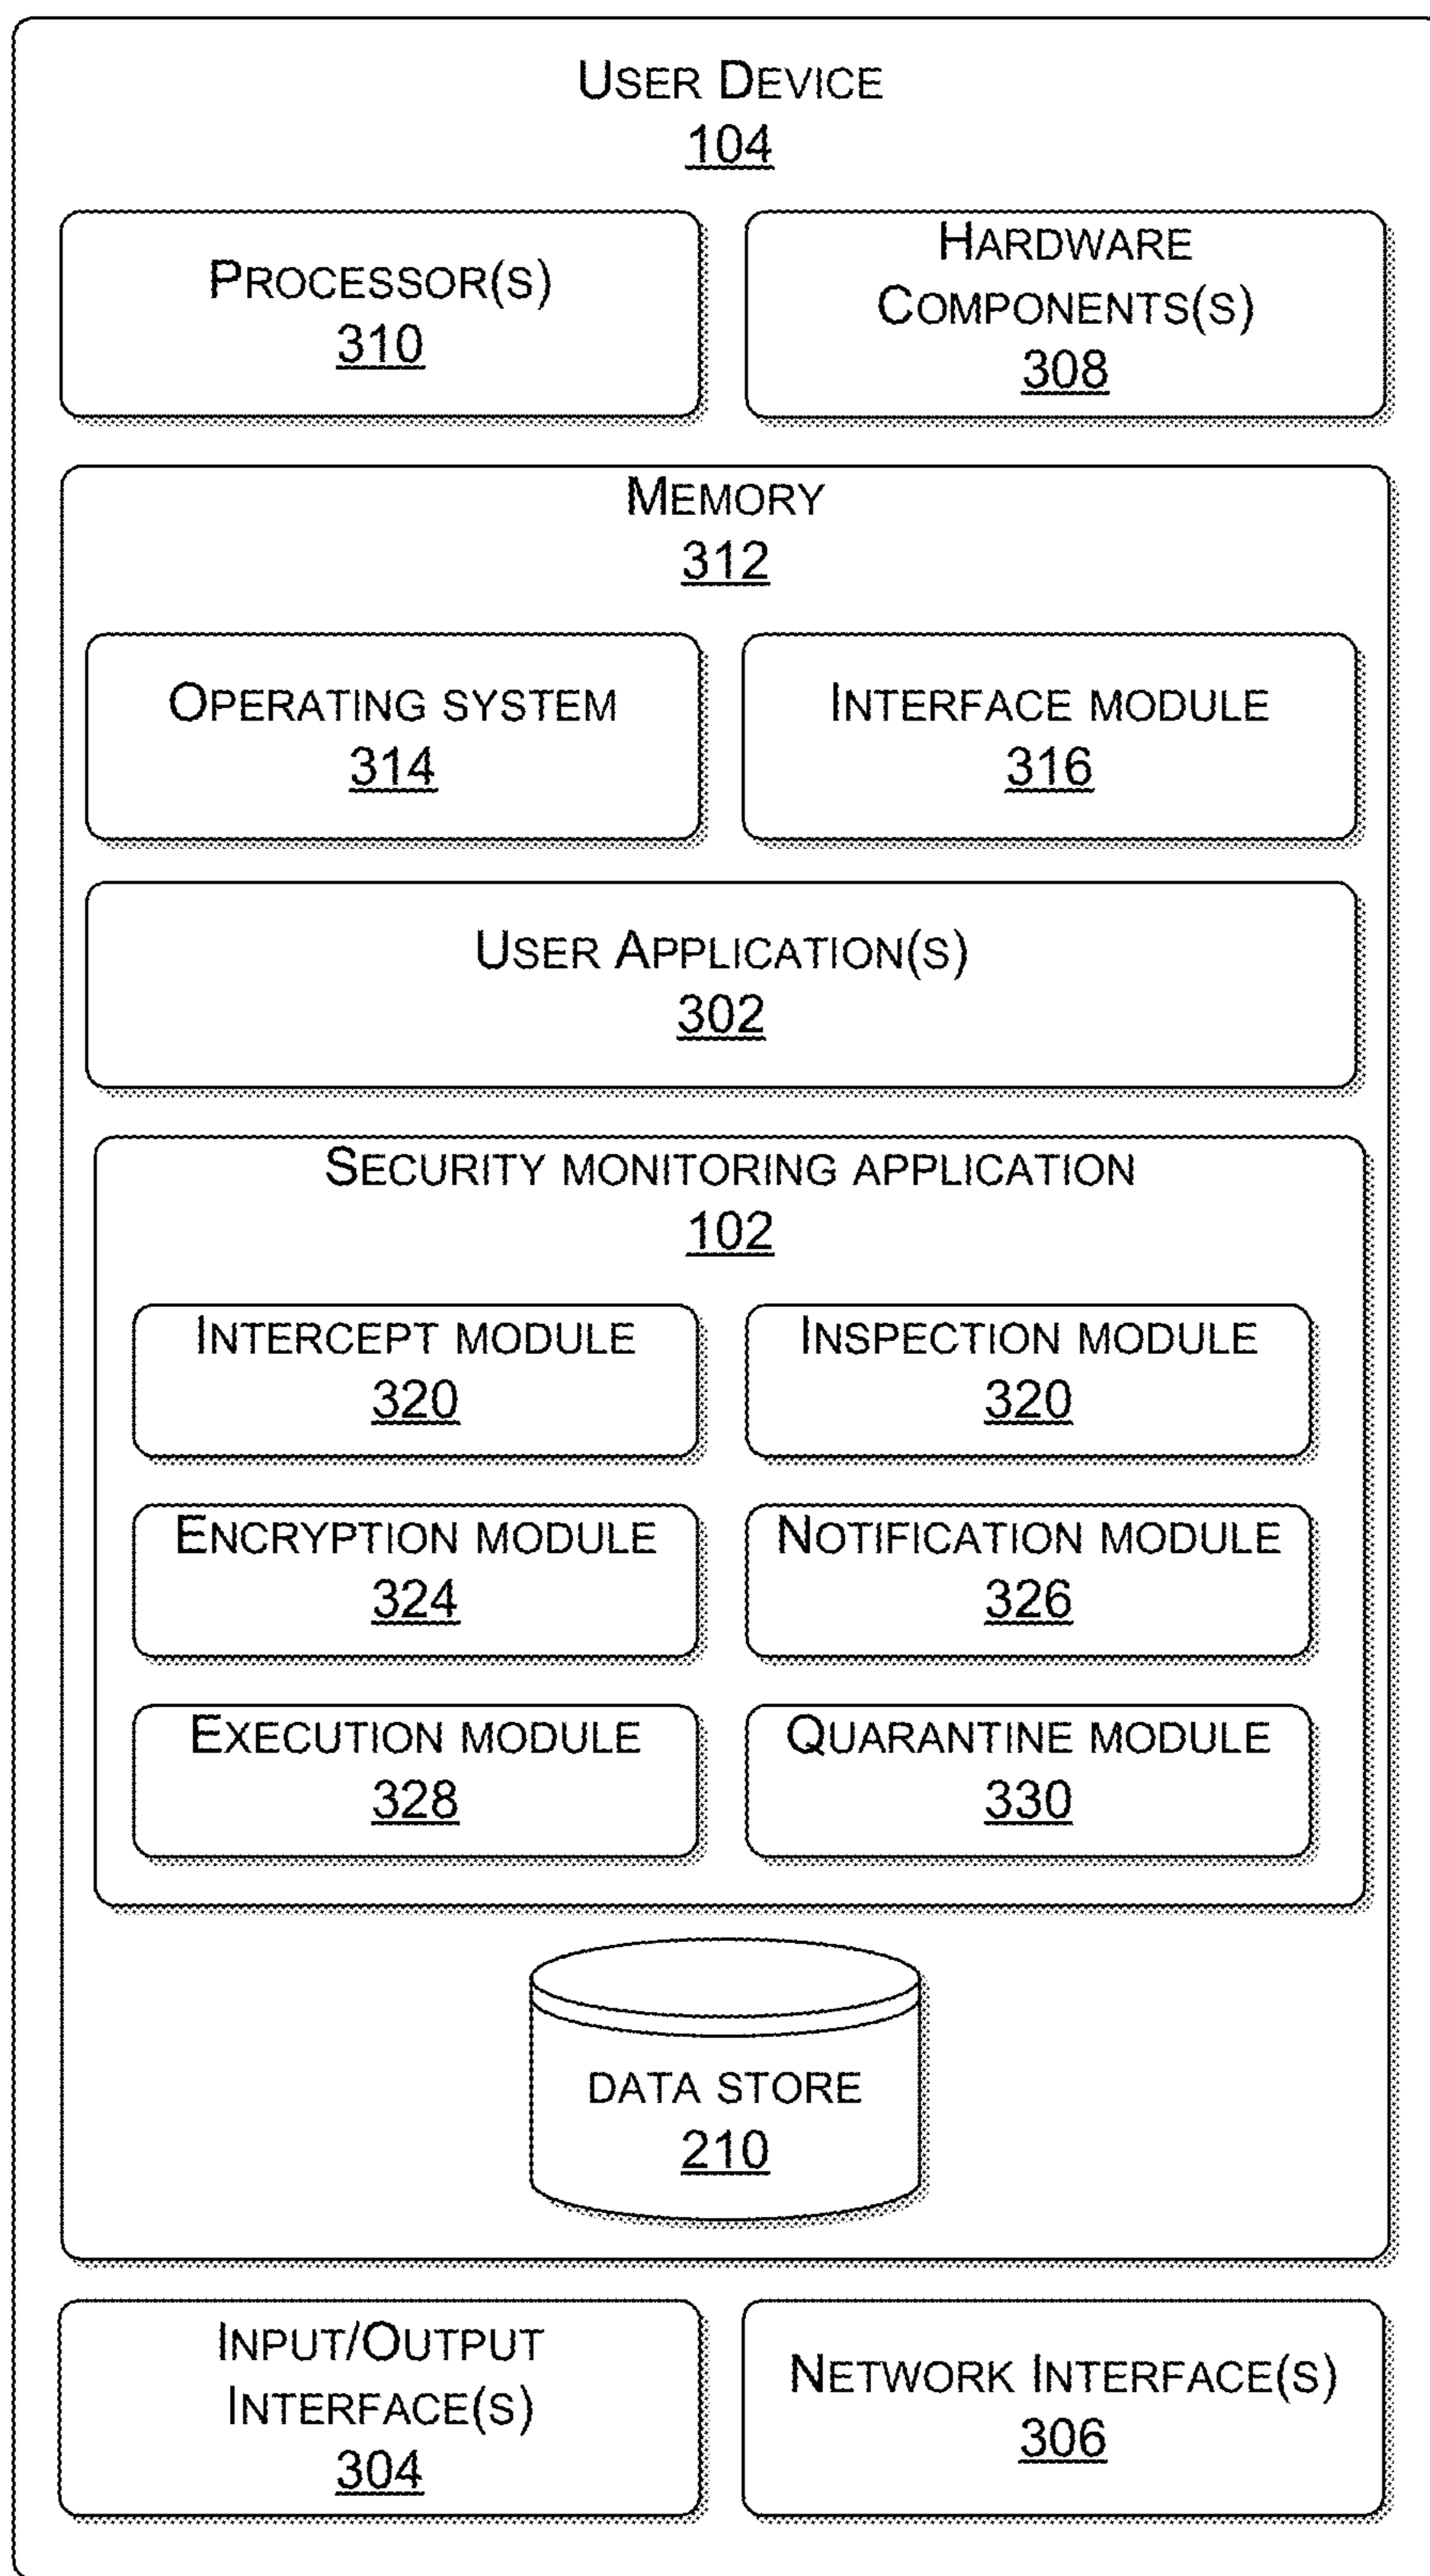 USER DEVICE
104
PROCESSOR(S)
310
HARDWARE
COMPONENTS(S)
308
MEMORY
312
OPERATING SYSTEM
314
INTERFACE MODULE
316
USER APPLICATION(S)
302
SECURITY MONITORING APPLICATION
102
INTERCEPT MODULE
320
INSPECTION MODULE
320
ENCRYPTION MODULE
324
NOTIFICATION MODULE
326
EXECUTION MODULE
328
QUARANTINE MODULE
330
DATA STORE
210
INPUT/OUTPUT
INTERFACE(S)
304
NETWORK INTERFACE(S)
306